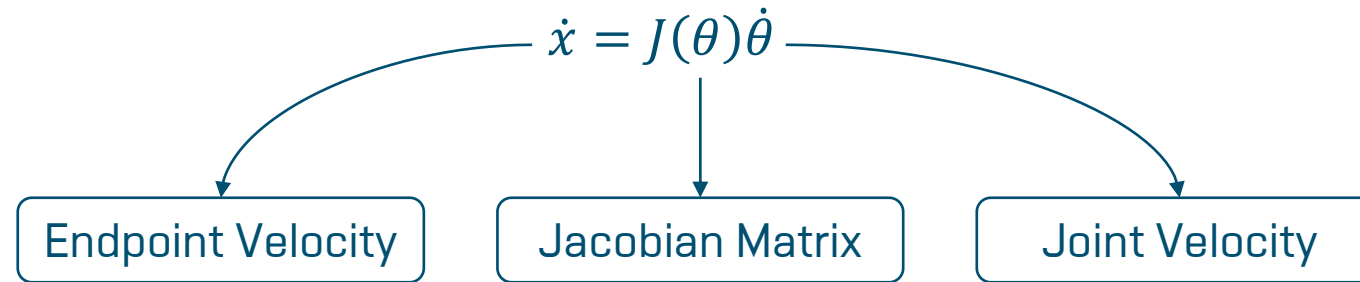 ẋ = J(θ)θ̇
Endpoint Velocity
Jacobian Matrix
Joint Velocity